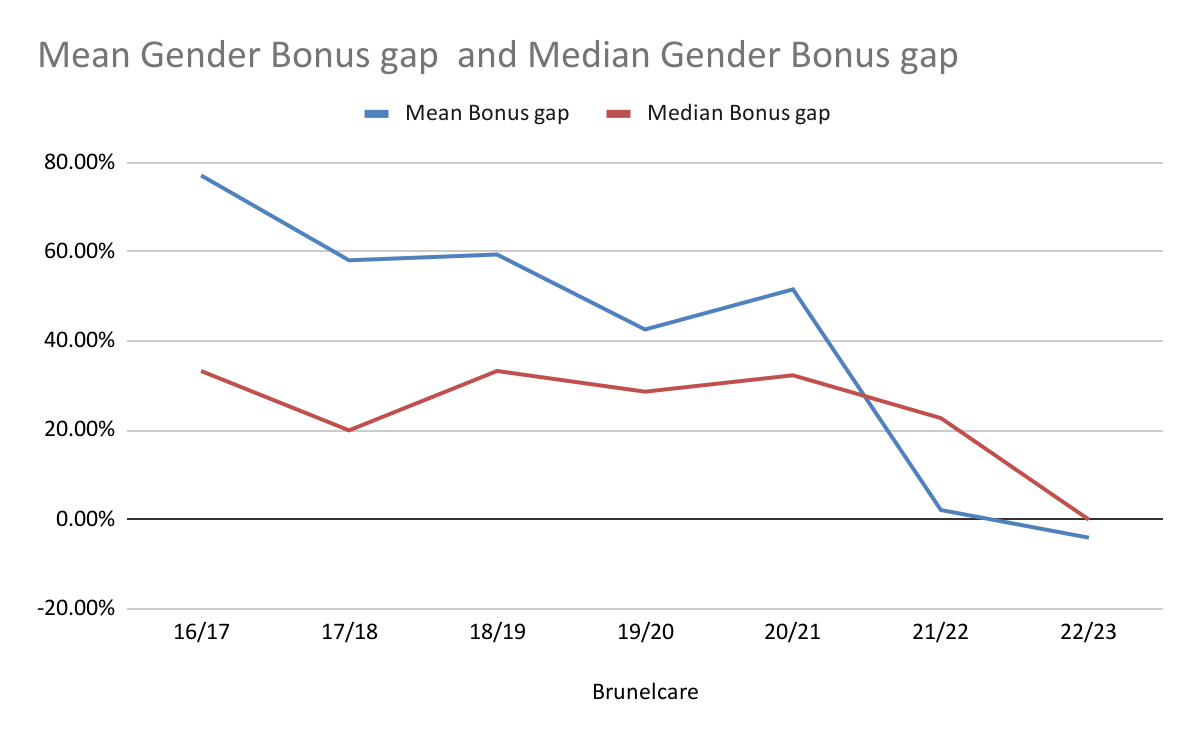 Mean Gender Bonus gap  and Median Gender Bonus gap
Mean Bonus gap
Median Bonus gap
80.00%
60.00%
40.00%
20.00%
0.00%
-20.00%
16/17 17/18 18/19 19/20 20/21 21/22 22/23
Brunelcare